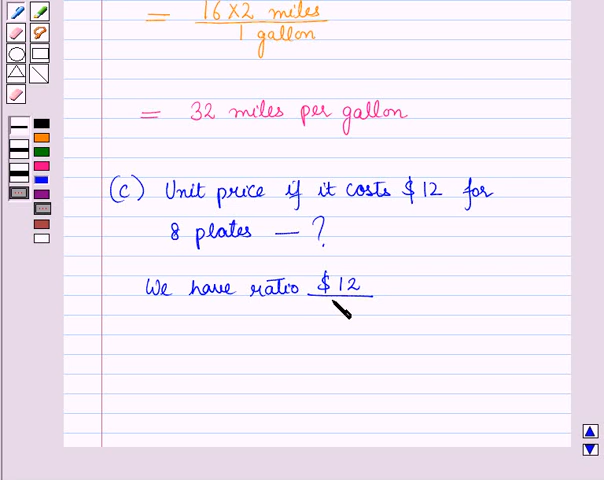 = 16 X 2 miles
1 gallon
= 32 miles per gallon
(c) Unit price if it costs $12 for
8 plates — ?
We have ratio $12